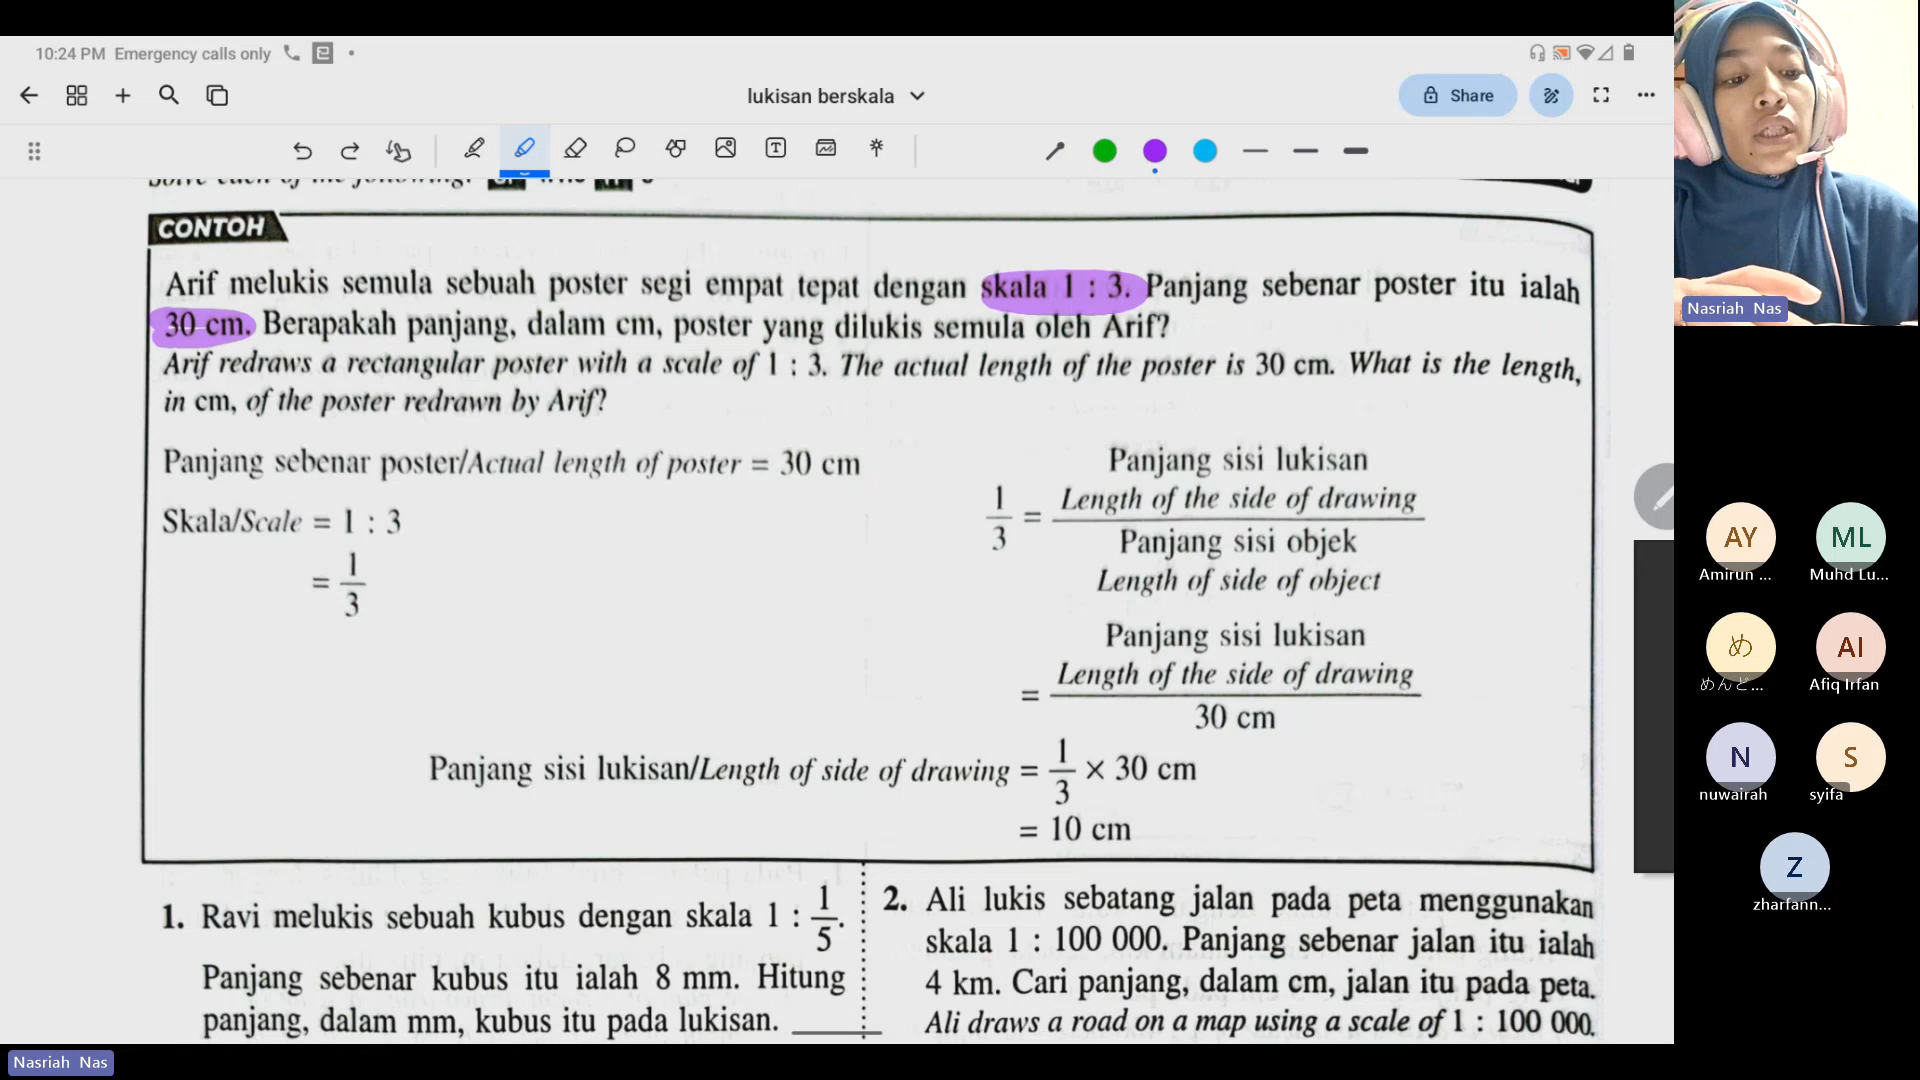 10:24 PM Emergency calls only
lukisan berskala
Share
Solve each of the following.
CONTOH
Arif melukis semula sebuah poster segi empat tepat dengan skala 1 : 3. Panjang sebenar poster itu ialah
30 cm. Berapakah panjang, dalam cm, poster yang dilukis semula oleh Arif?
Arif redraws a rectangular poster with a scale of 1 : 3. The actual length of the poster is 30 cm. What is the length,
in cm, of the poster redrawn by Arif?
Panjang sebenar poster/Actual length of poster = 30 cm
Skala/Scale = 1 : 3
= 1/3
1/3 = Panjang sisi lukisan
Length of the side of drawing
Panjang sisi objek
Length of side of object
Panjang sisi lukisan
= Length of the side of drawing
30 cm
Panjang sisi lukisan/Length of side of drawing = 1/3 × 30 cm
= 10 cm
1. Ravi melukis sebuah kubus dengan skala 1 : 1/5.
Panjang sebenar kubus itu ialah 8 mm. Hitung
panjang, dalam mm, kubus itu pada lukisan.
2. Ali lukis sebatang jalan pada peta menggunakan
skala 1 : 100 000. Panjang sebenar jalan itu ialah
4 km. Cari panjang, dalam cm, jalan itu pada peta.
Ali draws a road on a map using a scale of 1 : 100 000.
Nasriah Nas
AY
Amirun ...
ML
Muhd Lu...
め
めんど...
AI
Afiq Irfan
N
nuwairah
S
syifa
Z
zharfann...
Nasriah Nas